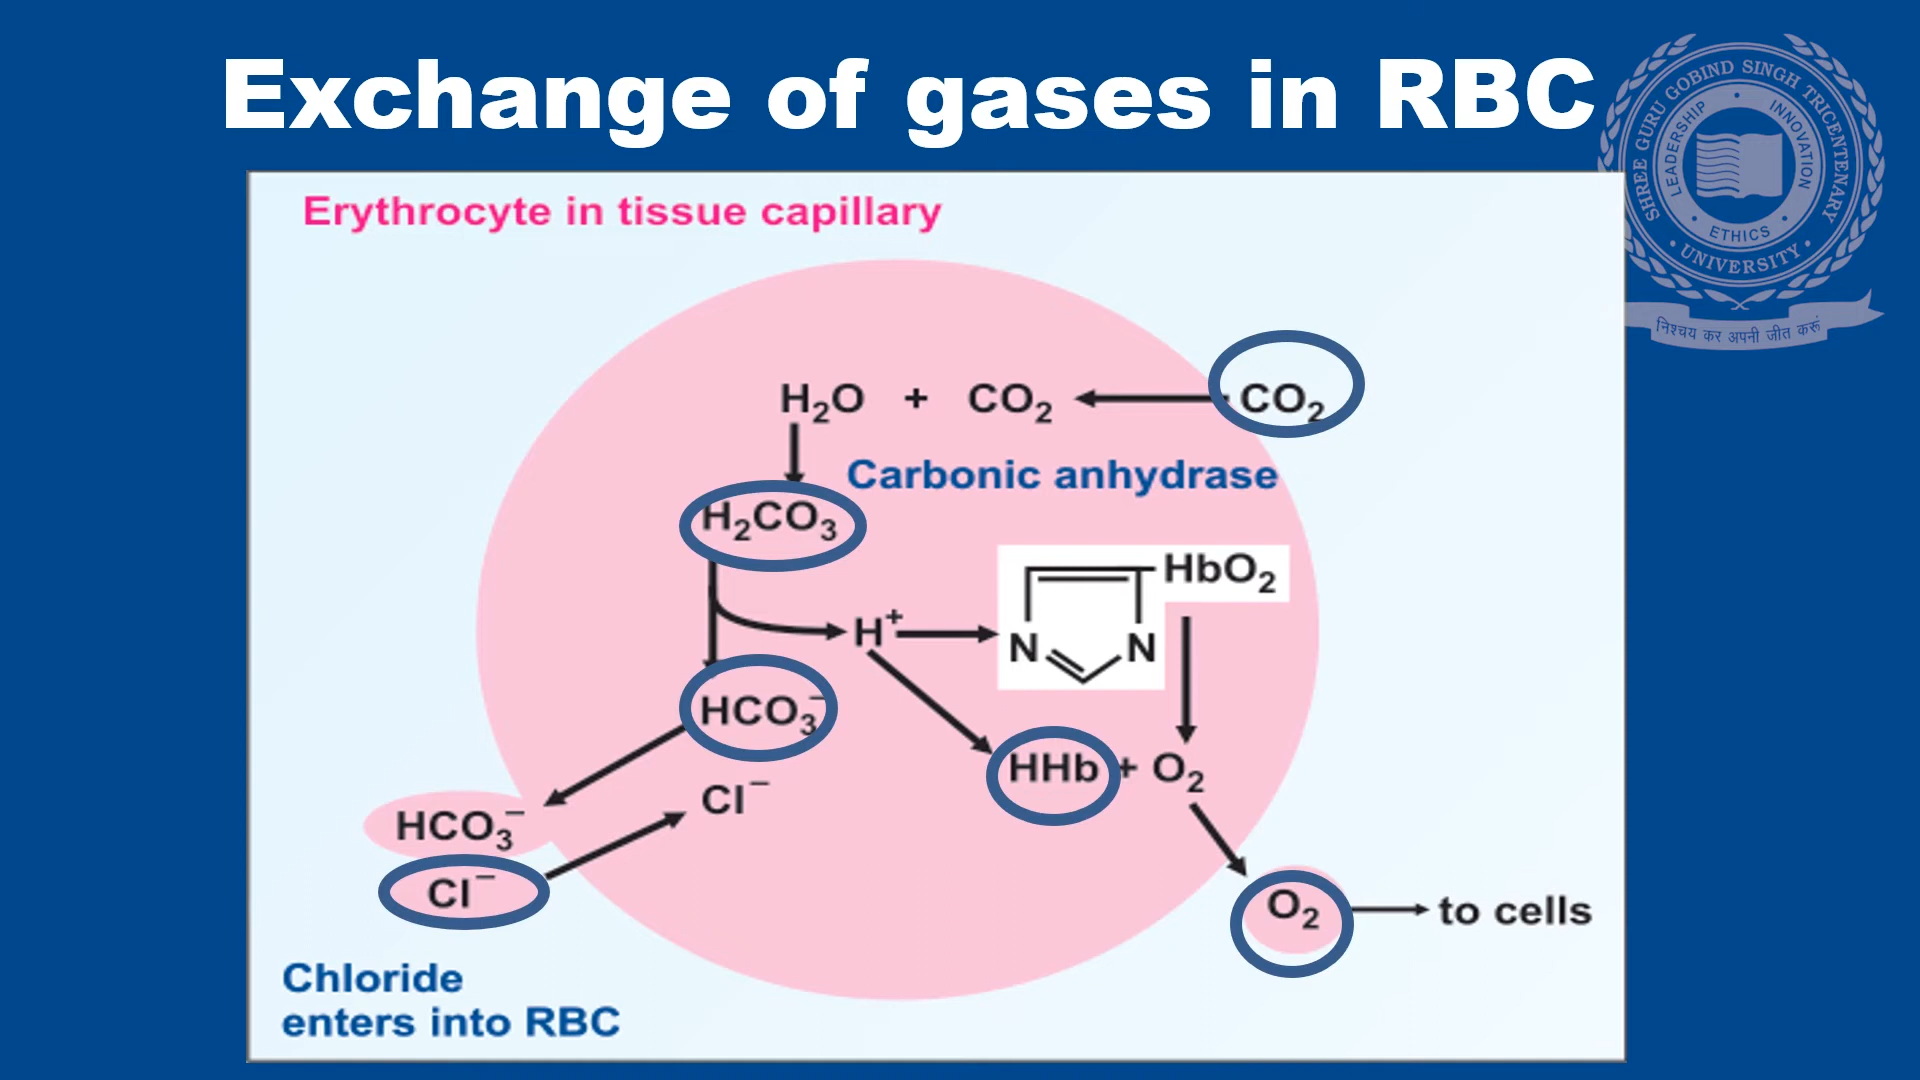 Exchange of gases in RBC
SHREE GURU GOBIND SINGH TRICENTENARY
• UNIVERSITY •
LEADERSHIP • INNOVATION
• ETHICS •
निश्चय कर अपनी जीत करूं
Erythrocyte in tissue capillary
H₂O + CO₂ CO₂
Carbonic anhydrase
H₂CO₃
HbO₂
H⁺
N N
HCO₃⁻
HHb + O₂
Cl⁻
HCO₃⁻
Cl⁻
O₂ to cells
Chloride
enters into RBC